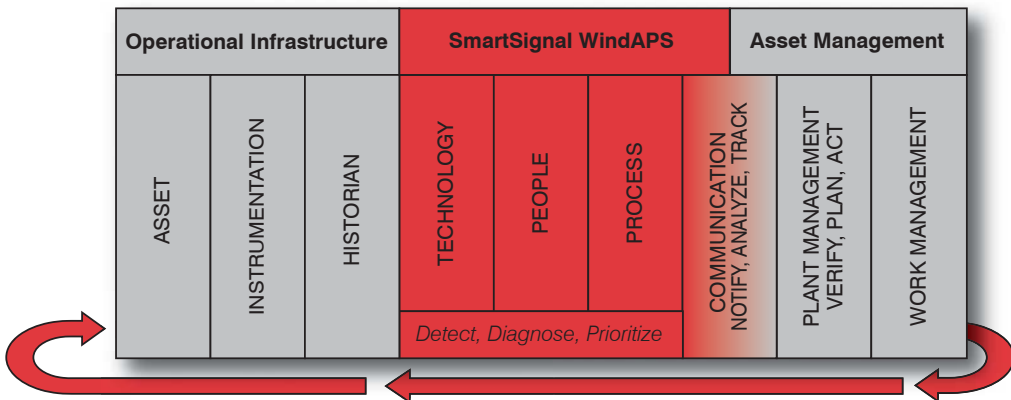 Operational Infrastructure
SmartSignal WindAPS
Asset Management
ASSET
INSTRUMENTATION
HISTORIAN
TECHNOLOGY
PEOPLE
PROCESS
COMMUNICATION
NOTIFY, ANALYZE, TRACK
PLANT MANAGEMENT
VERIFY, PLAN, ACT
WORK MANAGEMENT
Detect, Diagnose, Prioritize